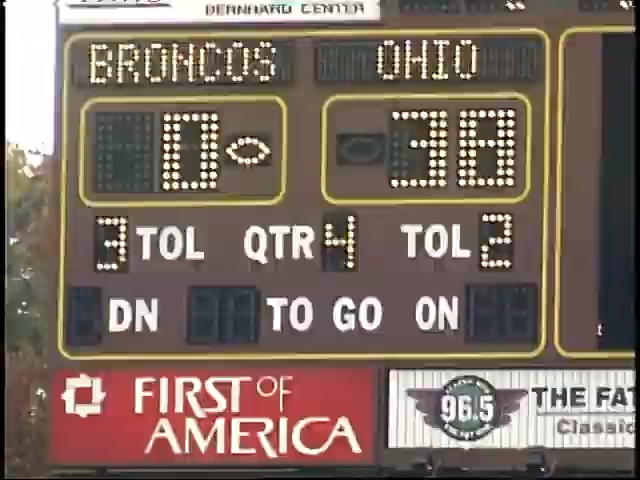 BERNHARD CENTER
BRONCOS OHIO
0 38
3 TOL QTR 4 TOL 2
DN TO GO ON
FIRST OF
AMERICA
96.5
THE FAT
Classic